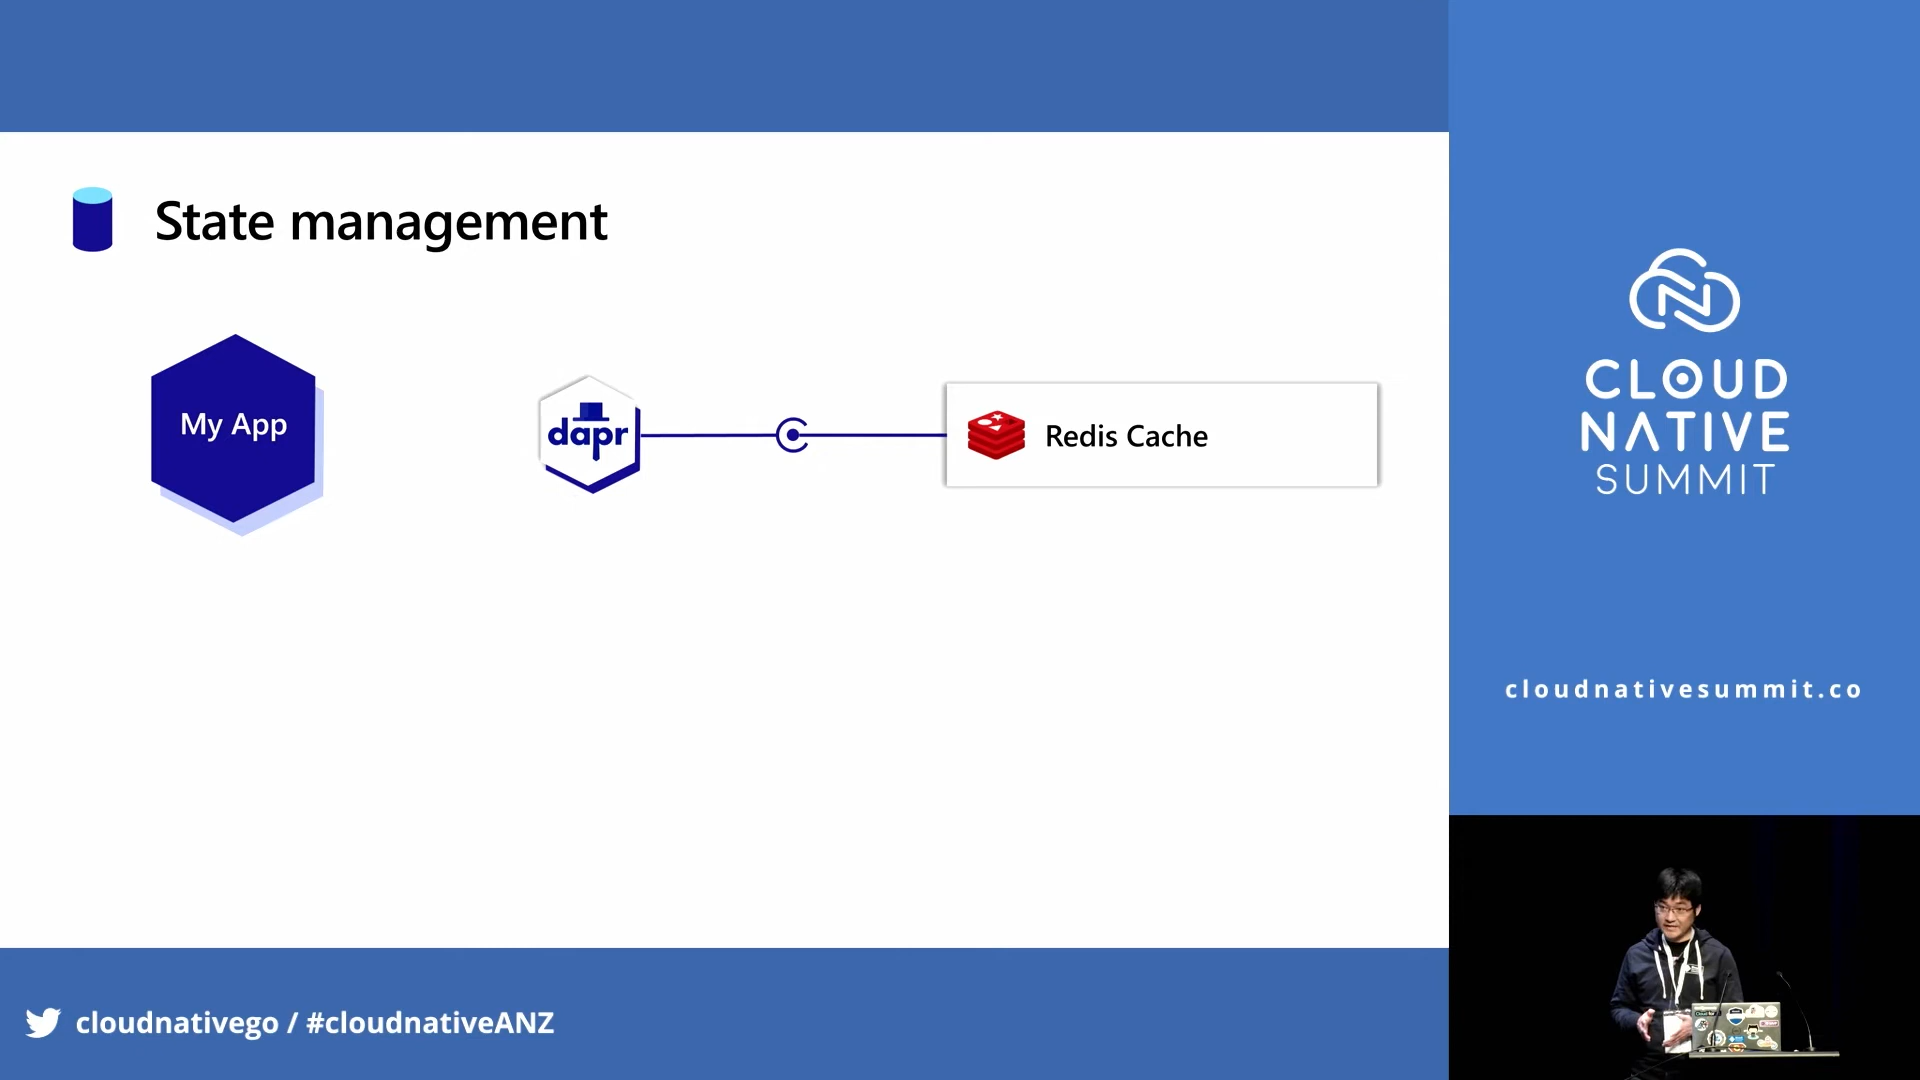 State management
My App
dapr
Redis Cache
CLOUD
NATIVE
SUMMIT
cloudnativesummit.co
cloudnativego / #cloudnativeANZ